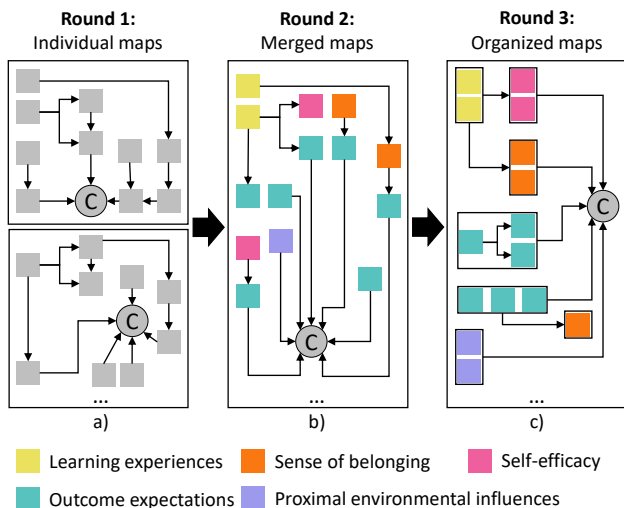 Round 1:
Individual maps
Round 2:
Merged maps
Round 3:
Organized maps
C
...
C
a)
C
...
b)
C
...
c)
Learning experiences
Sense of belonging
Self-efficacy
Outcome expectations
Proximal environmental influences